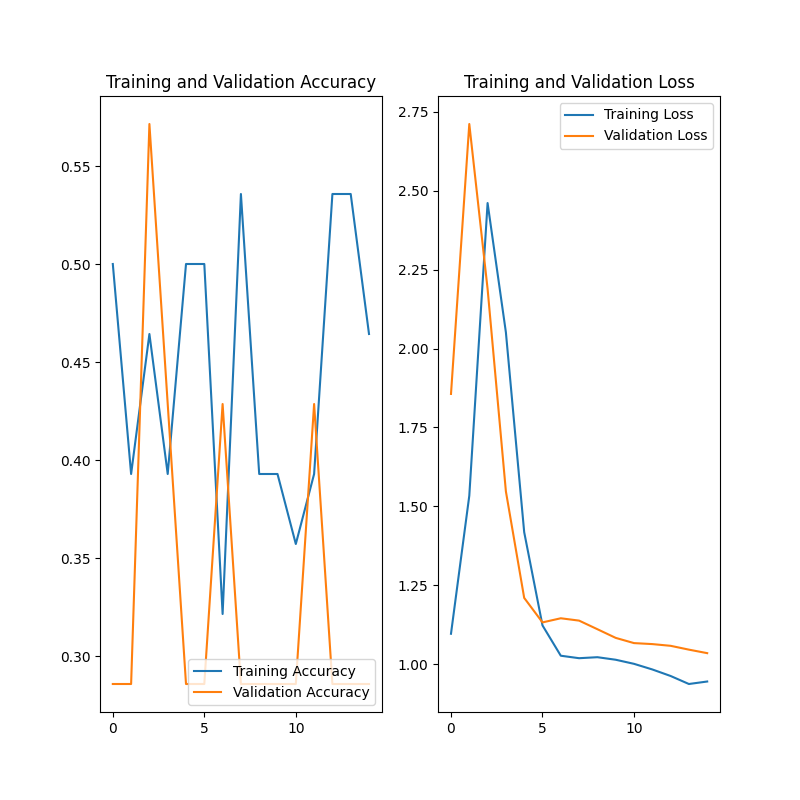 Training and Validation Accuracy
0.55
0.50
0.45
0.40
0.35
0.30
Training Accuracy
Validation Accuracy
0 5 10
Training and Validation Loss
2.75
2.50
2.25
2.00
1.75
1.50
1.25
1.00
Training Loss
Validation Loss
0 5 10